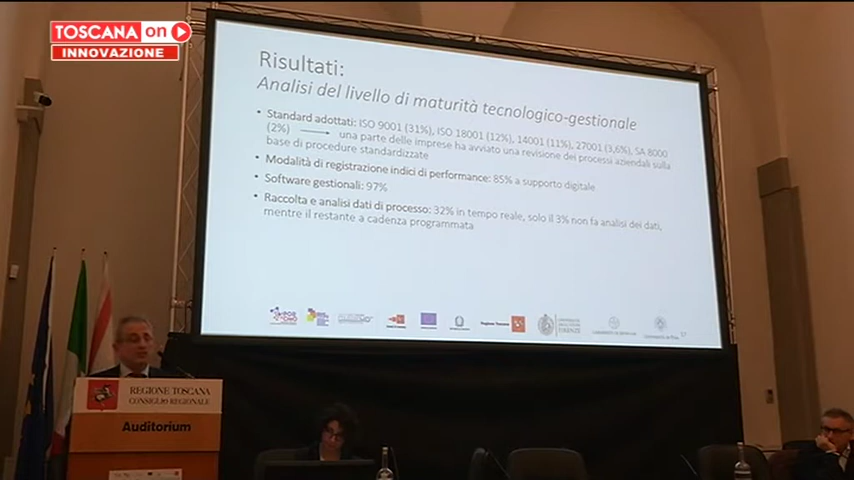 TOSCANA on
INNOVAZIONE
Risultati:
Analisi del livello di maturità tecnologico-gestionale
• Standard adottati: ISO 9001 (31%), ISO 18001 (12%), 14001 (11%), 27001 (3,6%), SA 8000
(2%) → una parte delle imprese ha avviato una revisione dei processi aziendali sulla
base di procedure standardizzate
• Modalità di registrazione indici di performance: 85% a supporto digitale
• Software gestionali: 97%
• Raccolta e analisi dati di processo: 32% in tempo reale, solo il 3% non fa analisi dei dati,
mentre il restante a cadenza programmata
Regione Toscana
FIRENZE
REGIONE TOSCANA
CONSIGLIO REGIONALE
Auditorium